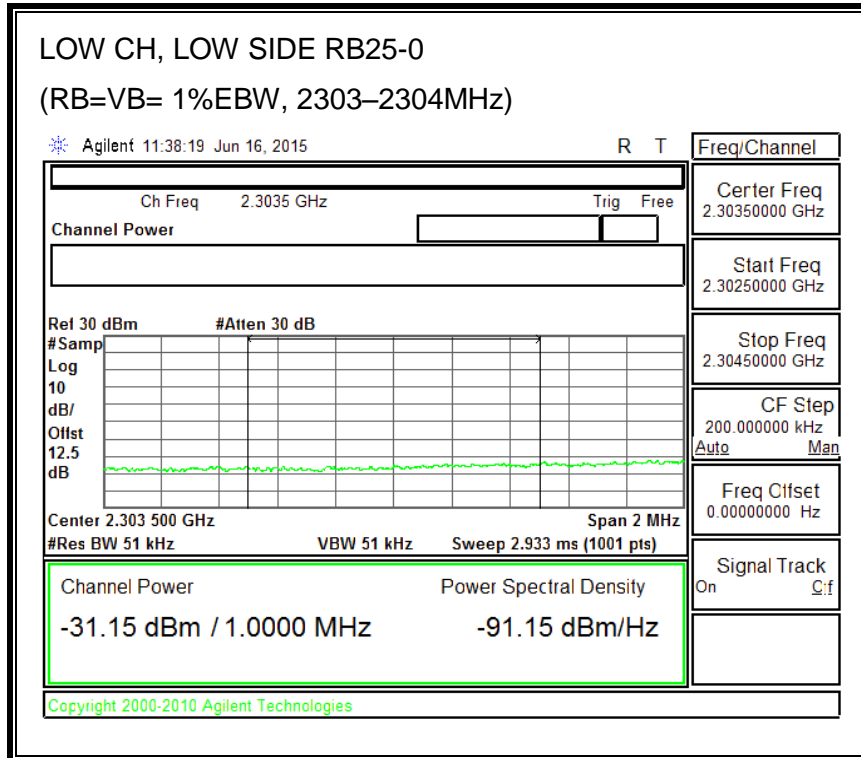 LOW CH, LOW SIDE RB25-0
(RB=VB= 1%EBW, 2303–2304MHz)
Agilent 11:38:19 Jun 16, 2015 R T
Ch Freq 2.3035 GHz Trig Free
Channel Power
Ref 30 dBm #Atten 30 dB
#Samp
Log
10
dB/
Offst
12.5
dB
Center 2.303 500 GHz Span 2 MHz
#Res BW 51 kHz VBW 51 kHz Sweep 2.933 ms (1001 pts)
Channel Power Power Spectral Density
-31.15 dBm / 1.0000 MHz -91.15 dBm/Hz
Copyright 2000-2010 Agilent Technologies
Freq/Channel
Center Freq
2.30350000 GHz
Start Freq
2.30250000 GHz
Stop Freq
2.30450000 GHz
CF Step
200.000000 kHz
Auto Man
Freq Offset
0.00000000 Hz
Signal Track
On Off